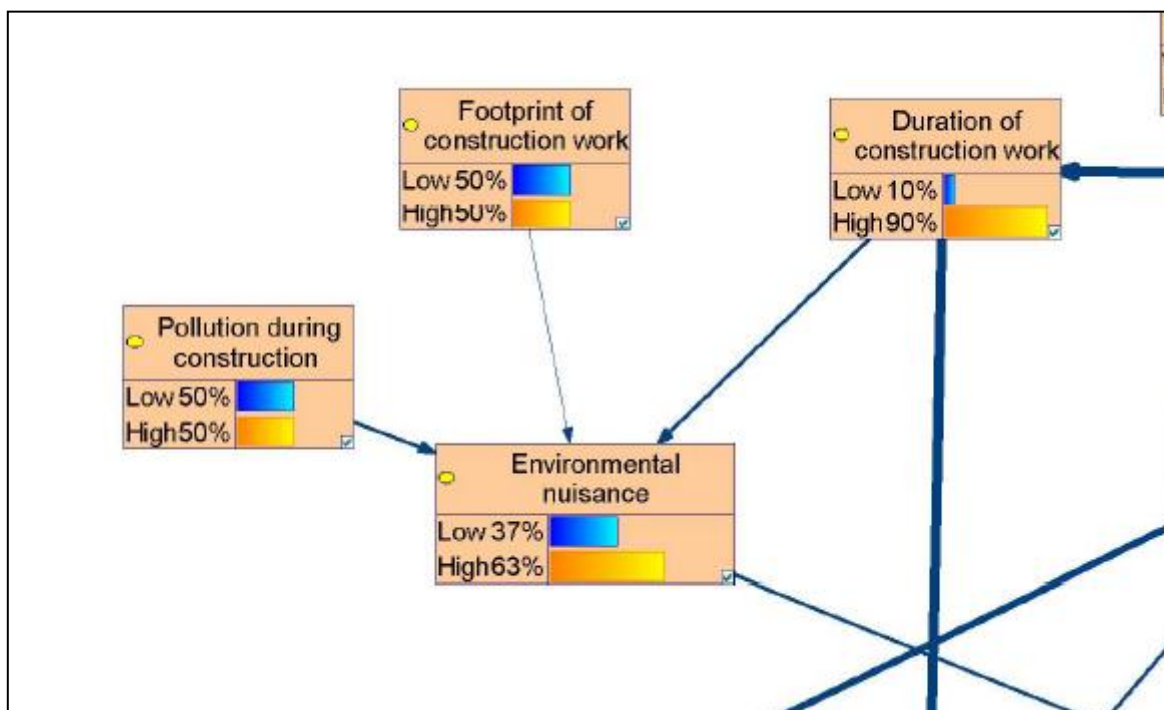 Footprint of
construction work
Low 50%
High 50%
Duration of
construction work
Low 10%
High 90%
Pollution during
construction
Low 50%
High 50%
Environmental
nuisance
Low 37%
High 63%